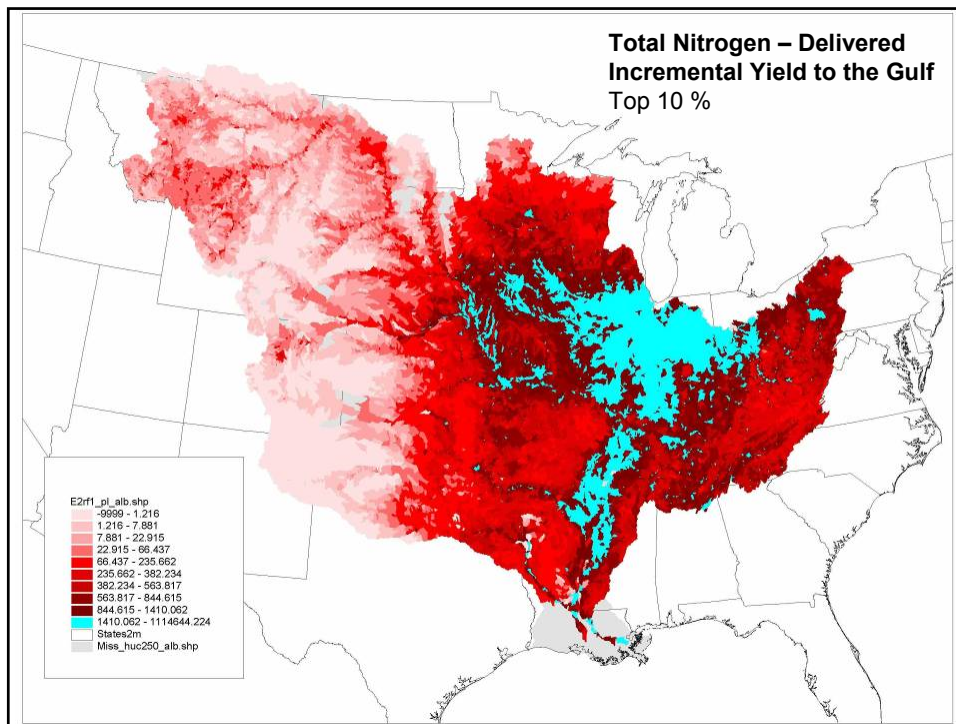 Total Nitrogen – Delivered
Incremental Yield to the Gulf
Top 10 %
E2rf1_pl_alb.shp
-9999 - 1.216
1.216 - 7.881
7.881 - 22.915
22.915 - 66.437
66.437 - 235.662
235.662 - 382.234
382.234 - 563.817
563.817 - 844.615
844.615 - 1410.062
1410.062 - 1114644.224
States2m
Miss_huc250_alb.shp